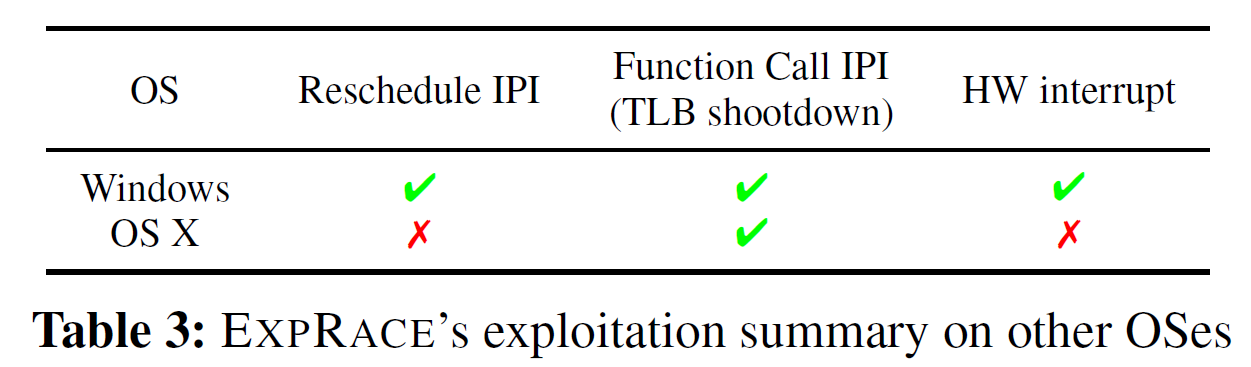 OS Reschedule IPI Function Call IPI (TLB shootdown) HW interrupt
Windows ✔ ✔ ✔
OS X ✗ ✔ ✗
Table 3: EXPRACE's exploitation summary on other OSes